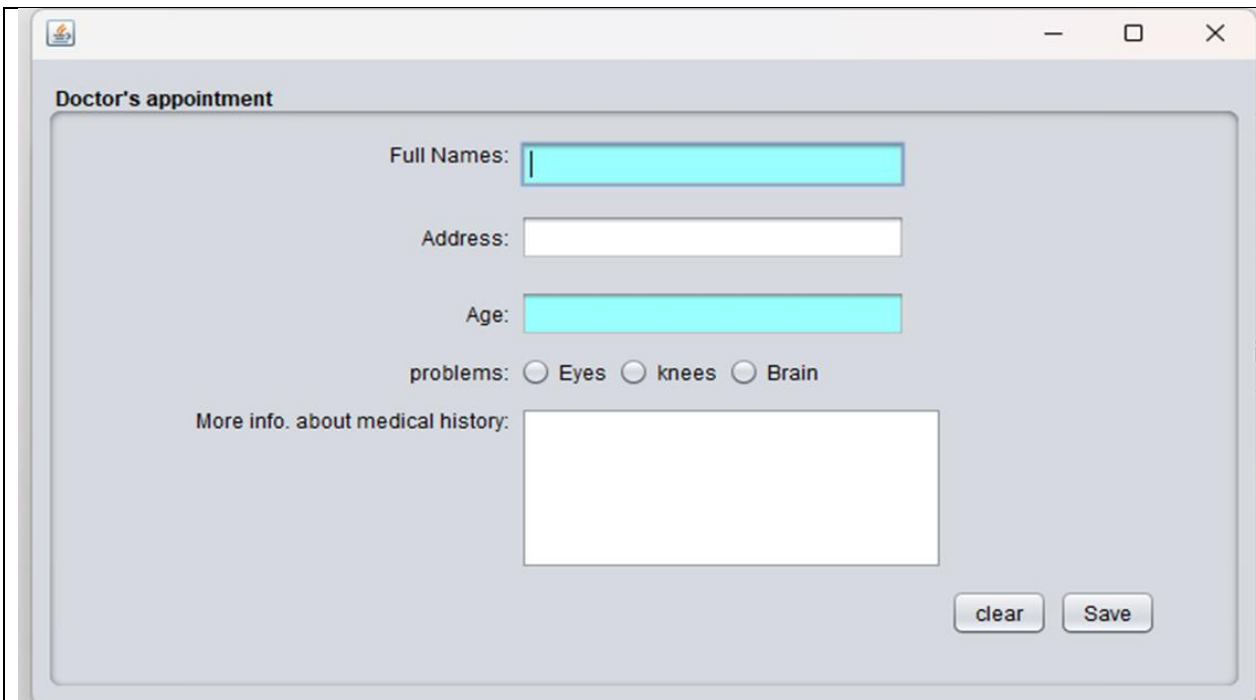 Doctor's appointment
Full Names:
Address:
Age:
problems: Eyes knees Brain
More info. about medical history:
clear Save